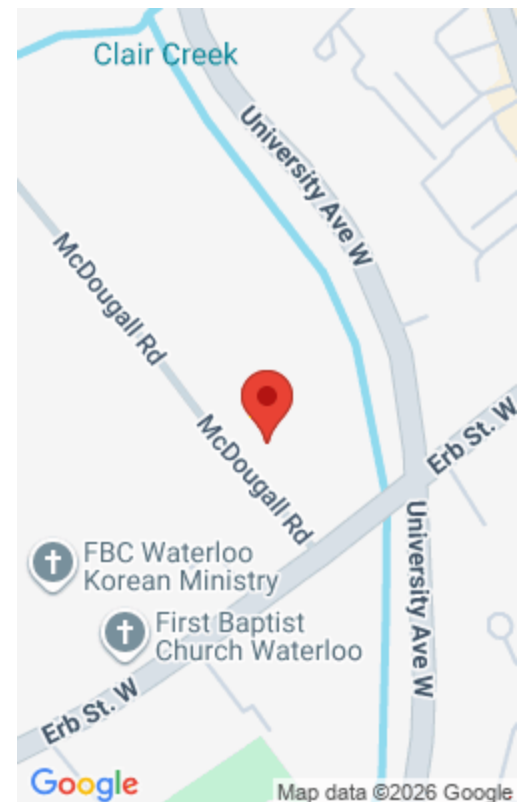 Clair Creek
University Ave W
McDougall Rd
McDougall Rd
Erb St. W
University Ave W
FBC Waterloo
Korean Ministry
First Baptist
Church Waterloo
Erb St. W
Google
Map data ©2026 Google